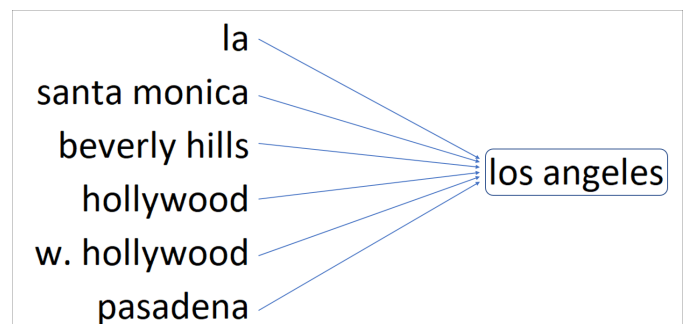 la
santa monica
beverly hills
hollywood
w. hollywood
pasadena
los angeles